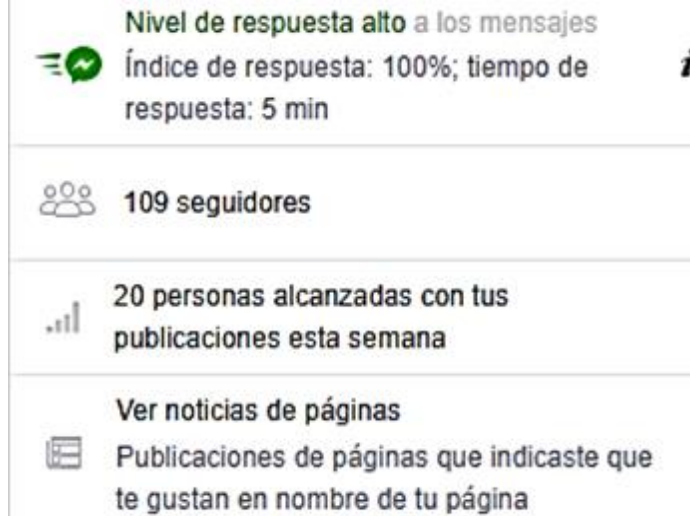 Nivel de respuesta alto a los mensajes
Índice de respuesta: 100%; tiempo de
respuesta: 5 min
i
109 seguidores
20 personas alcanzadas con tus
publicaciones esta semana
Ver noticias de páginas
Publicaciones de páginas que indicaste que
te gustan en nombre de tu página